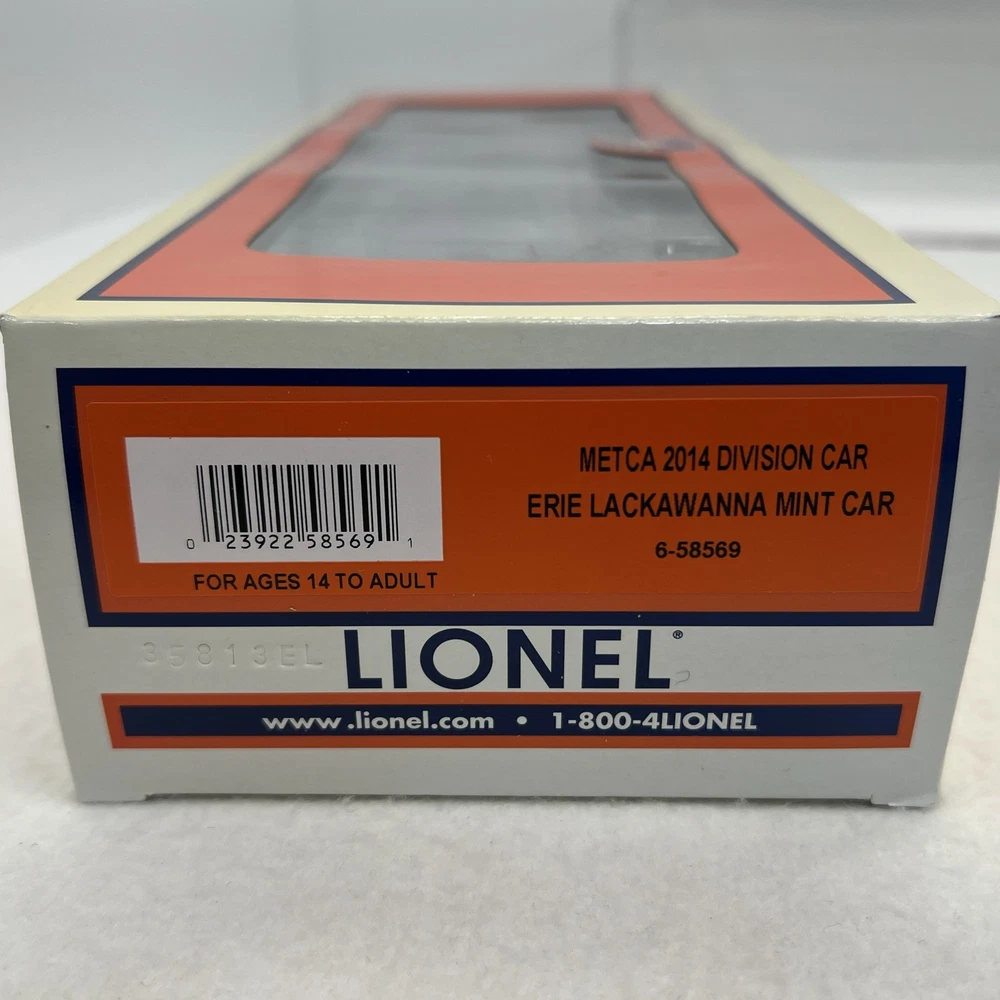 METCA 2014 DIVISION CAR
ERIE LACKAWANNA MINT CAR
6-58569
0 23922 58569 1
FOR AGES 14 TO ADULT
35813EL
LIONEL®
www.lionel.com • 1-800-4LIONEL